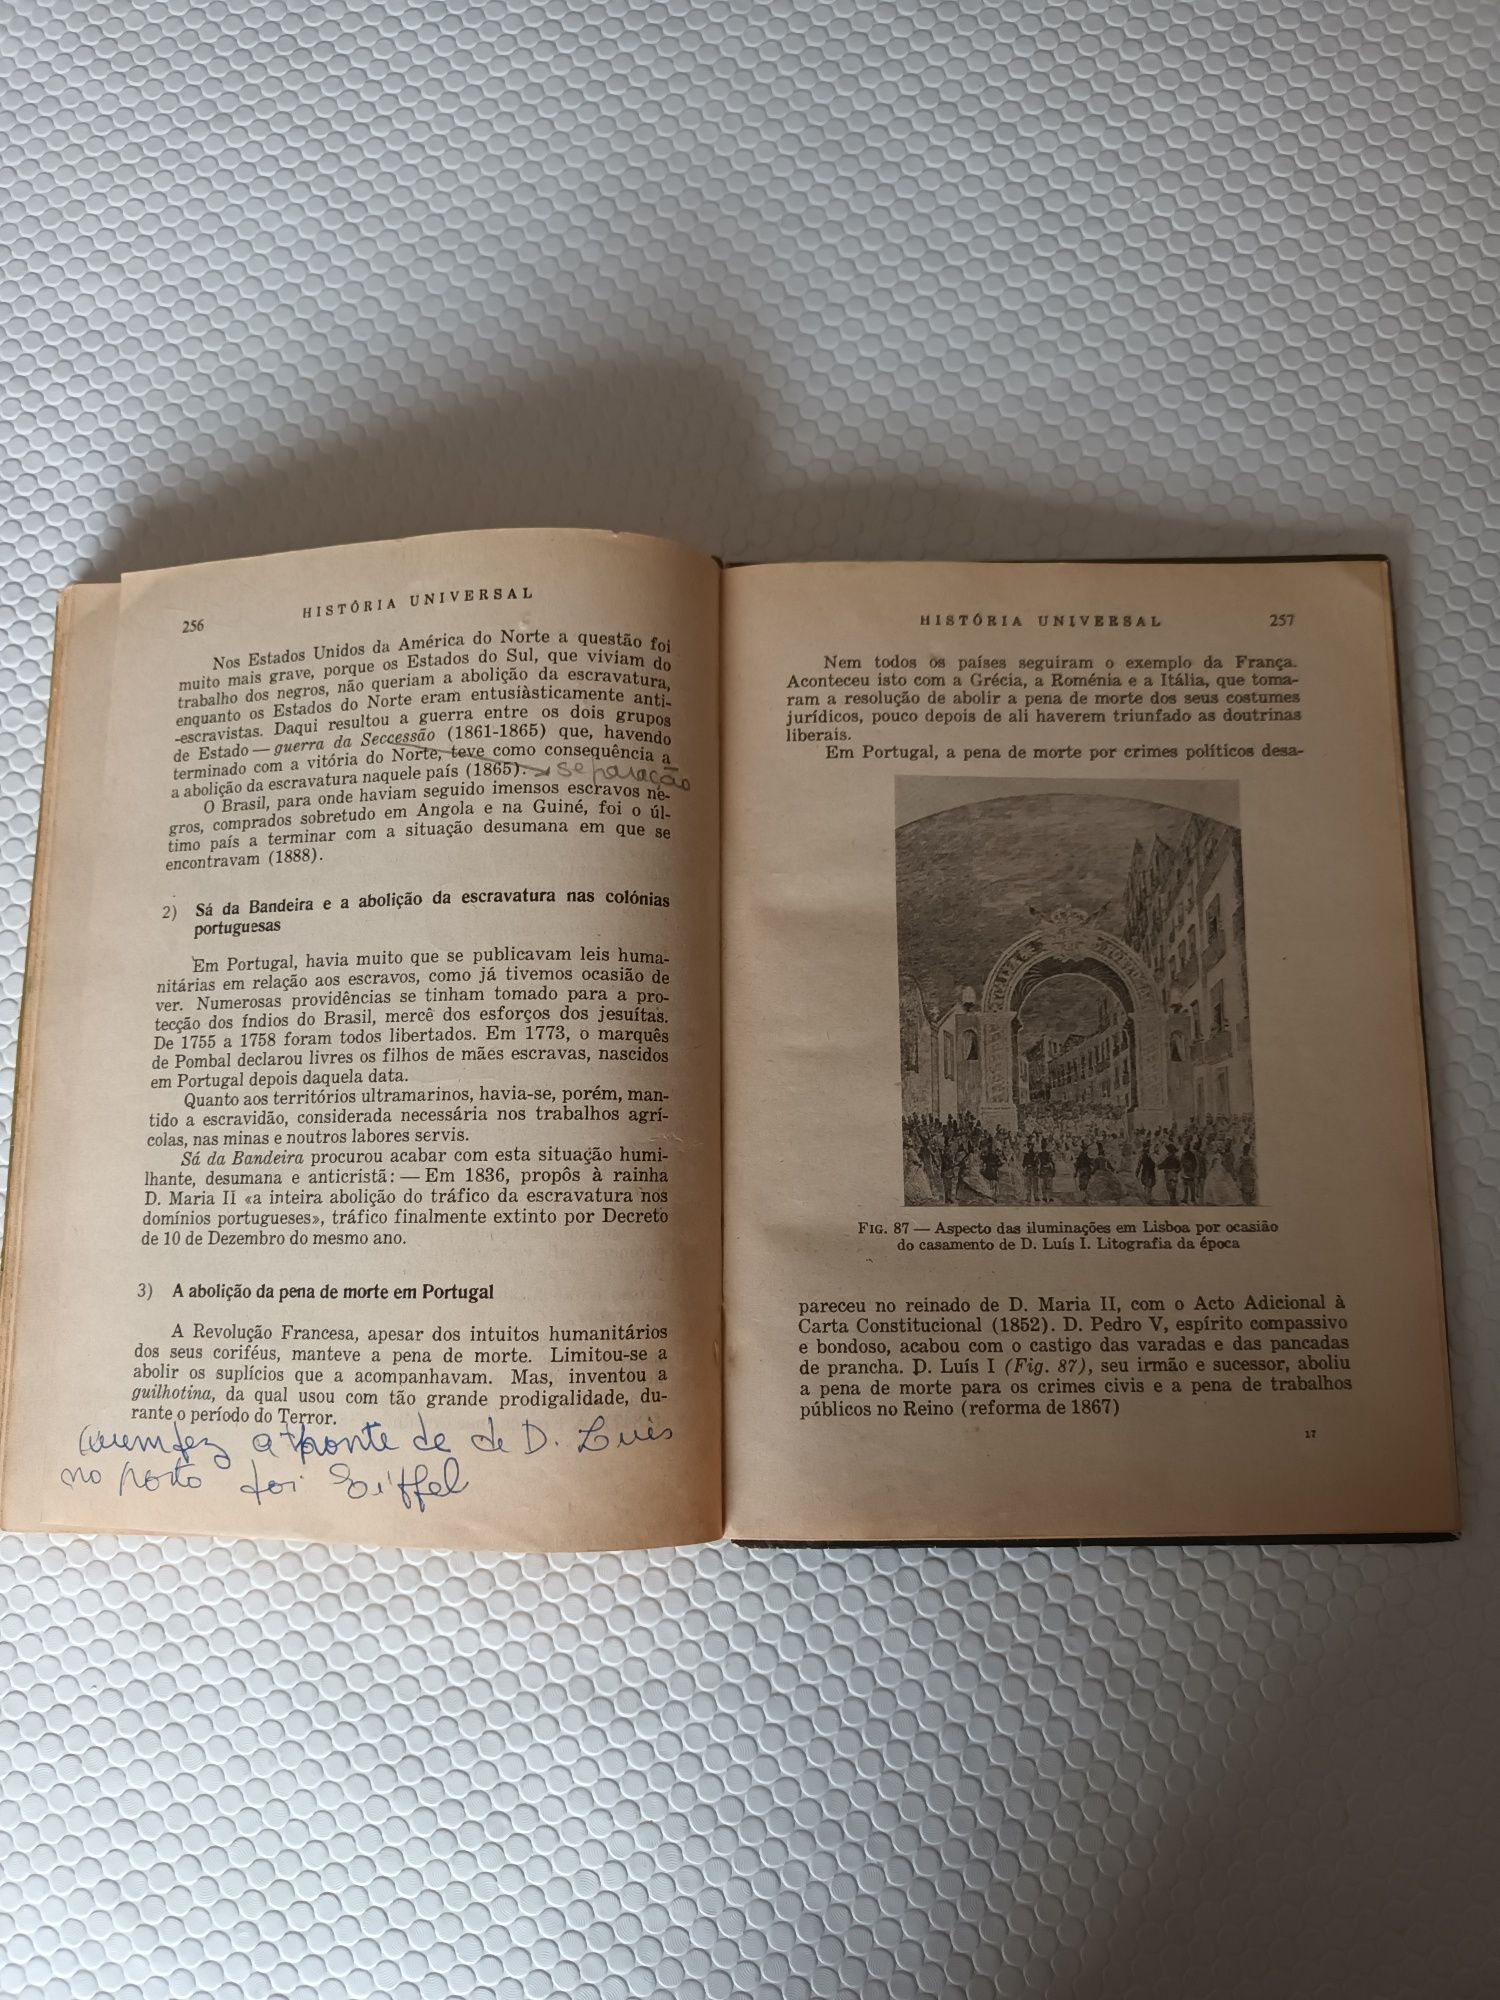 256
HISTÓRIA UNIVERSAL
Nos Estados Unidos da América do Norte a questão foi
muito mais grave, porque os Estados do Sul, que viviam do
trabalho dos negros, não queriam a abolição da escravatura,
enquanto os Estados do Norte eram entusiàsticamente anti-
-escravistas. Daqui resultou a guerra entre os dois grupos
de Estado — guerra da Seccessão (1861-1865) que, havendo
terminado com a vitória do Norte, teve como consequência a
a abolição da escravatura naquele país (1865). separação
O Brasil, para onde haviam seguido imensos escravos ne-
gros, comprados sobretudo em Angola e na Guiné, foi o úl-
timo país a terminar com a situação desumana em que se
encontravam (1888).
2) Sá da Bandeira e a abolição da escravatura nas colónias
portuguesas
Em Portugal, havia muito que se publicavam leis huma-
nitárias em relação aos escravos, como já tivemos ocasião de
ver. Numerosas providências se tinham tomado para a pro-
tecção dos índios do Brasil, mercê dos esforços dos jesuítas.
De 1755 a 1758 foram todos libertados. Em 1773, o marquês
de Pombal declarou livres os filhos de mães escravas, nascidos
em Portugal depois daquela data.
Quanto aos territórios ultramarinos, havia-se, porém, man-
tido a escravidão, considerada necessária nos trabalhos agrí-
colas, nas minas e noutros labores servis.
Sá da Bandeira procurou acabar com esta situação humi-
lhante, desumana e anticristã: — Em 1836, propôs à rainha
D. Maria II «a inteira abolição do tráfico da escravatura nos
domínios portugueses», tráfico finalmente extinto por Decreto
de 10 de Dezembro do mesmo ano.
3) A abolição da pena de morte em Portugal
A Revolução Francesa, apesar dos intuitos humanitários
dos seus coriféus, manteve a pena de morte. Limitou-se a
abolir os suplícios que a acompanhavam. Mas, inventou a
guilhotina, da qual usou com tão grande prodigalidade, du-
rante o período do Terror.
Quem fez a ponte de de D. Luis
no porto foi Eiffel
HISTÓRIA UNIVERSAL
257
Nem todos os países seguiram o exemplo da França.
Aconteceu isto com a Grécia, a Roménia e a Itália, que toma-
ram a resolução de abolir a pena de morte dos seus costumes
jurídicos, pouco depois de ali haverem triunfado as doutrinas
liberais.
Em Portugal, a pena de morte por crimes políticos desa-
FIG. 87 — Aspecto das iluminações em Lisboa por ocasião
do casamento de D. Luís I. Litografia da época
pareceu no reinado de D. Maria II, com o Acto Adicional à
Carta Constitucional (1852). D. Pedro V, espírito compassivo
e bondoso, acabou com o castigo das varadas e das pancadas
de prancha. D. Luís I (Fig. 87), seu irmão e sucessor, aboliu
a pena de morte para os crimes civis e a pena de trabalhos
públicos no Reino (reforma de 1867)
17